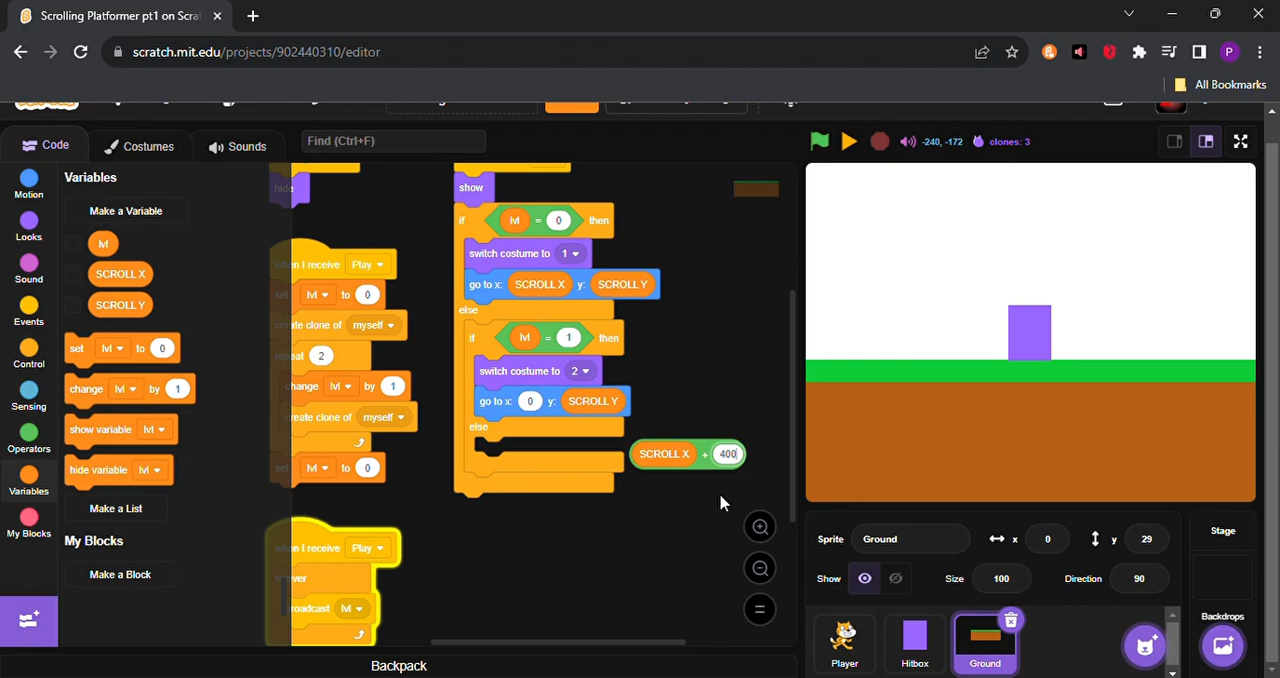 Scrolling Platformer pt1 on Scra
scratch.mit.edu/projects/902440310/editor
P
All Bookmarks
Code
Costumes
Sounds
Find (Ctrl+F)
-240, -172
clones: 3
Motion
Looks
Sound
Events
Control
Sensing
Operators
Variables
My Blocks
Variables
Make a Variable
lvl
SCROLL X
SCROLL Y
set lvl to 0
change lvl by 1
show variable lvl
hide variable lvl
Make a List
My Blocks
Make a Block
hide
when I receive Play
set lvl to 0
create clone of myself
repeat 2
change lvl by 1
create clone of myself
set lvl to 0
when I receive Play
forever
broadcast lvl
show
if lvl = 0 then
switch costume to 1
go to x: SCROLL X y: SCROLL Y
else
if lvl = 1 then
switch costume to 2
go to x: 0 y: SCROLL Y
else
SCROLL X + 400
Backpack
Sprite Ground x 0 y 29
Show Size 100 Direction 90
Player
Hitbox
Ground
Stage
Backdrops